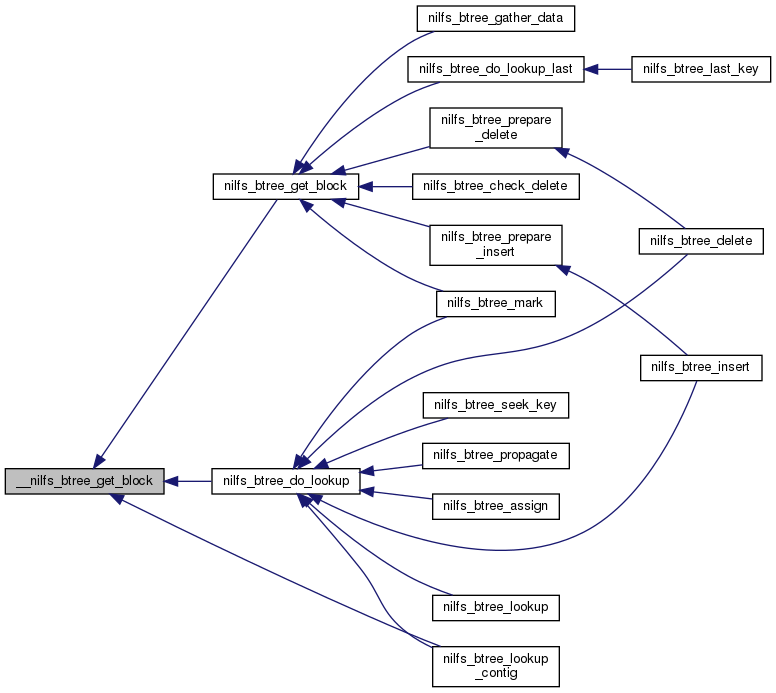 nilfs_btree_gather_data
nilfs_btree_do_lookup_last
nilfs_btree_last_key
nilfs_btree_prepare
_delete
nilfs_btree_get_block
nilfs_btree_check_delete
nilfs_btree_prepare
_insert
nilfs_btree_delete
nilfs_btree_mark
nilfs_btree_insert
nilfs_btree_seek_key
nilfs_btree_propagate
__nilfs_btree_get_block
nilfs_btree_do_lookup
nilfs_btree_assign
nilfs_btree_lookup
nilfs_btree_lookup
_contig